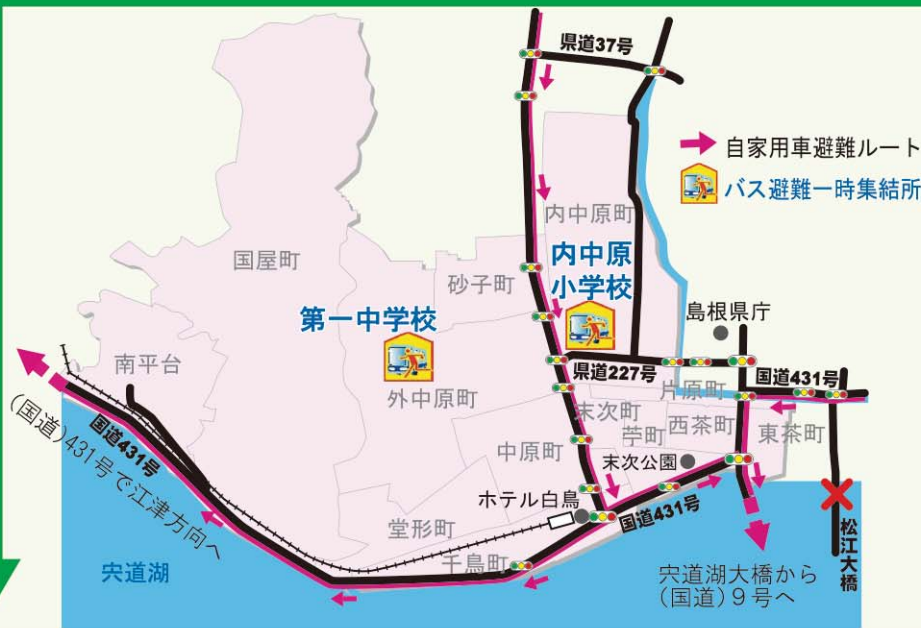 県道37号
自家用車避難ルート
バス避難一時集結所
内中原町
内中原
小学校
国屋町
砂子町
島根県庁
第一中学校
南平台
県道227号
片原町
国道431号
外中原町
末次町
苧町
西茶町
東茶町
中原町
末次公園
国道431号
(国道)431号で江津方向へ
ホテル白鳥
国道431号
堂形町
千鳥町
松江大橋
宍道湖
宍道湖大橋から
(国道)9号へ